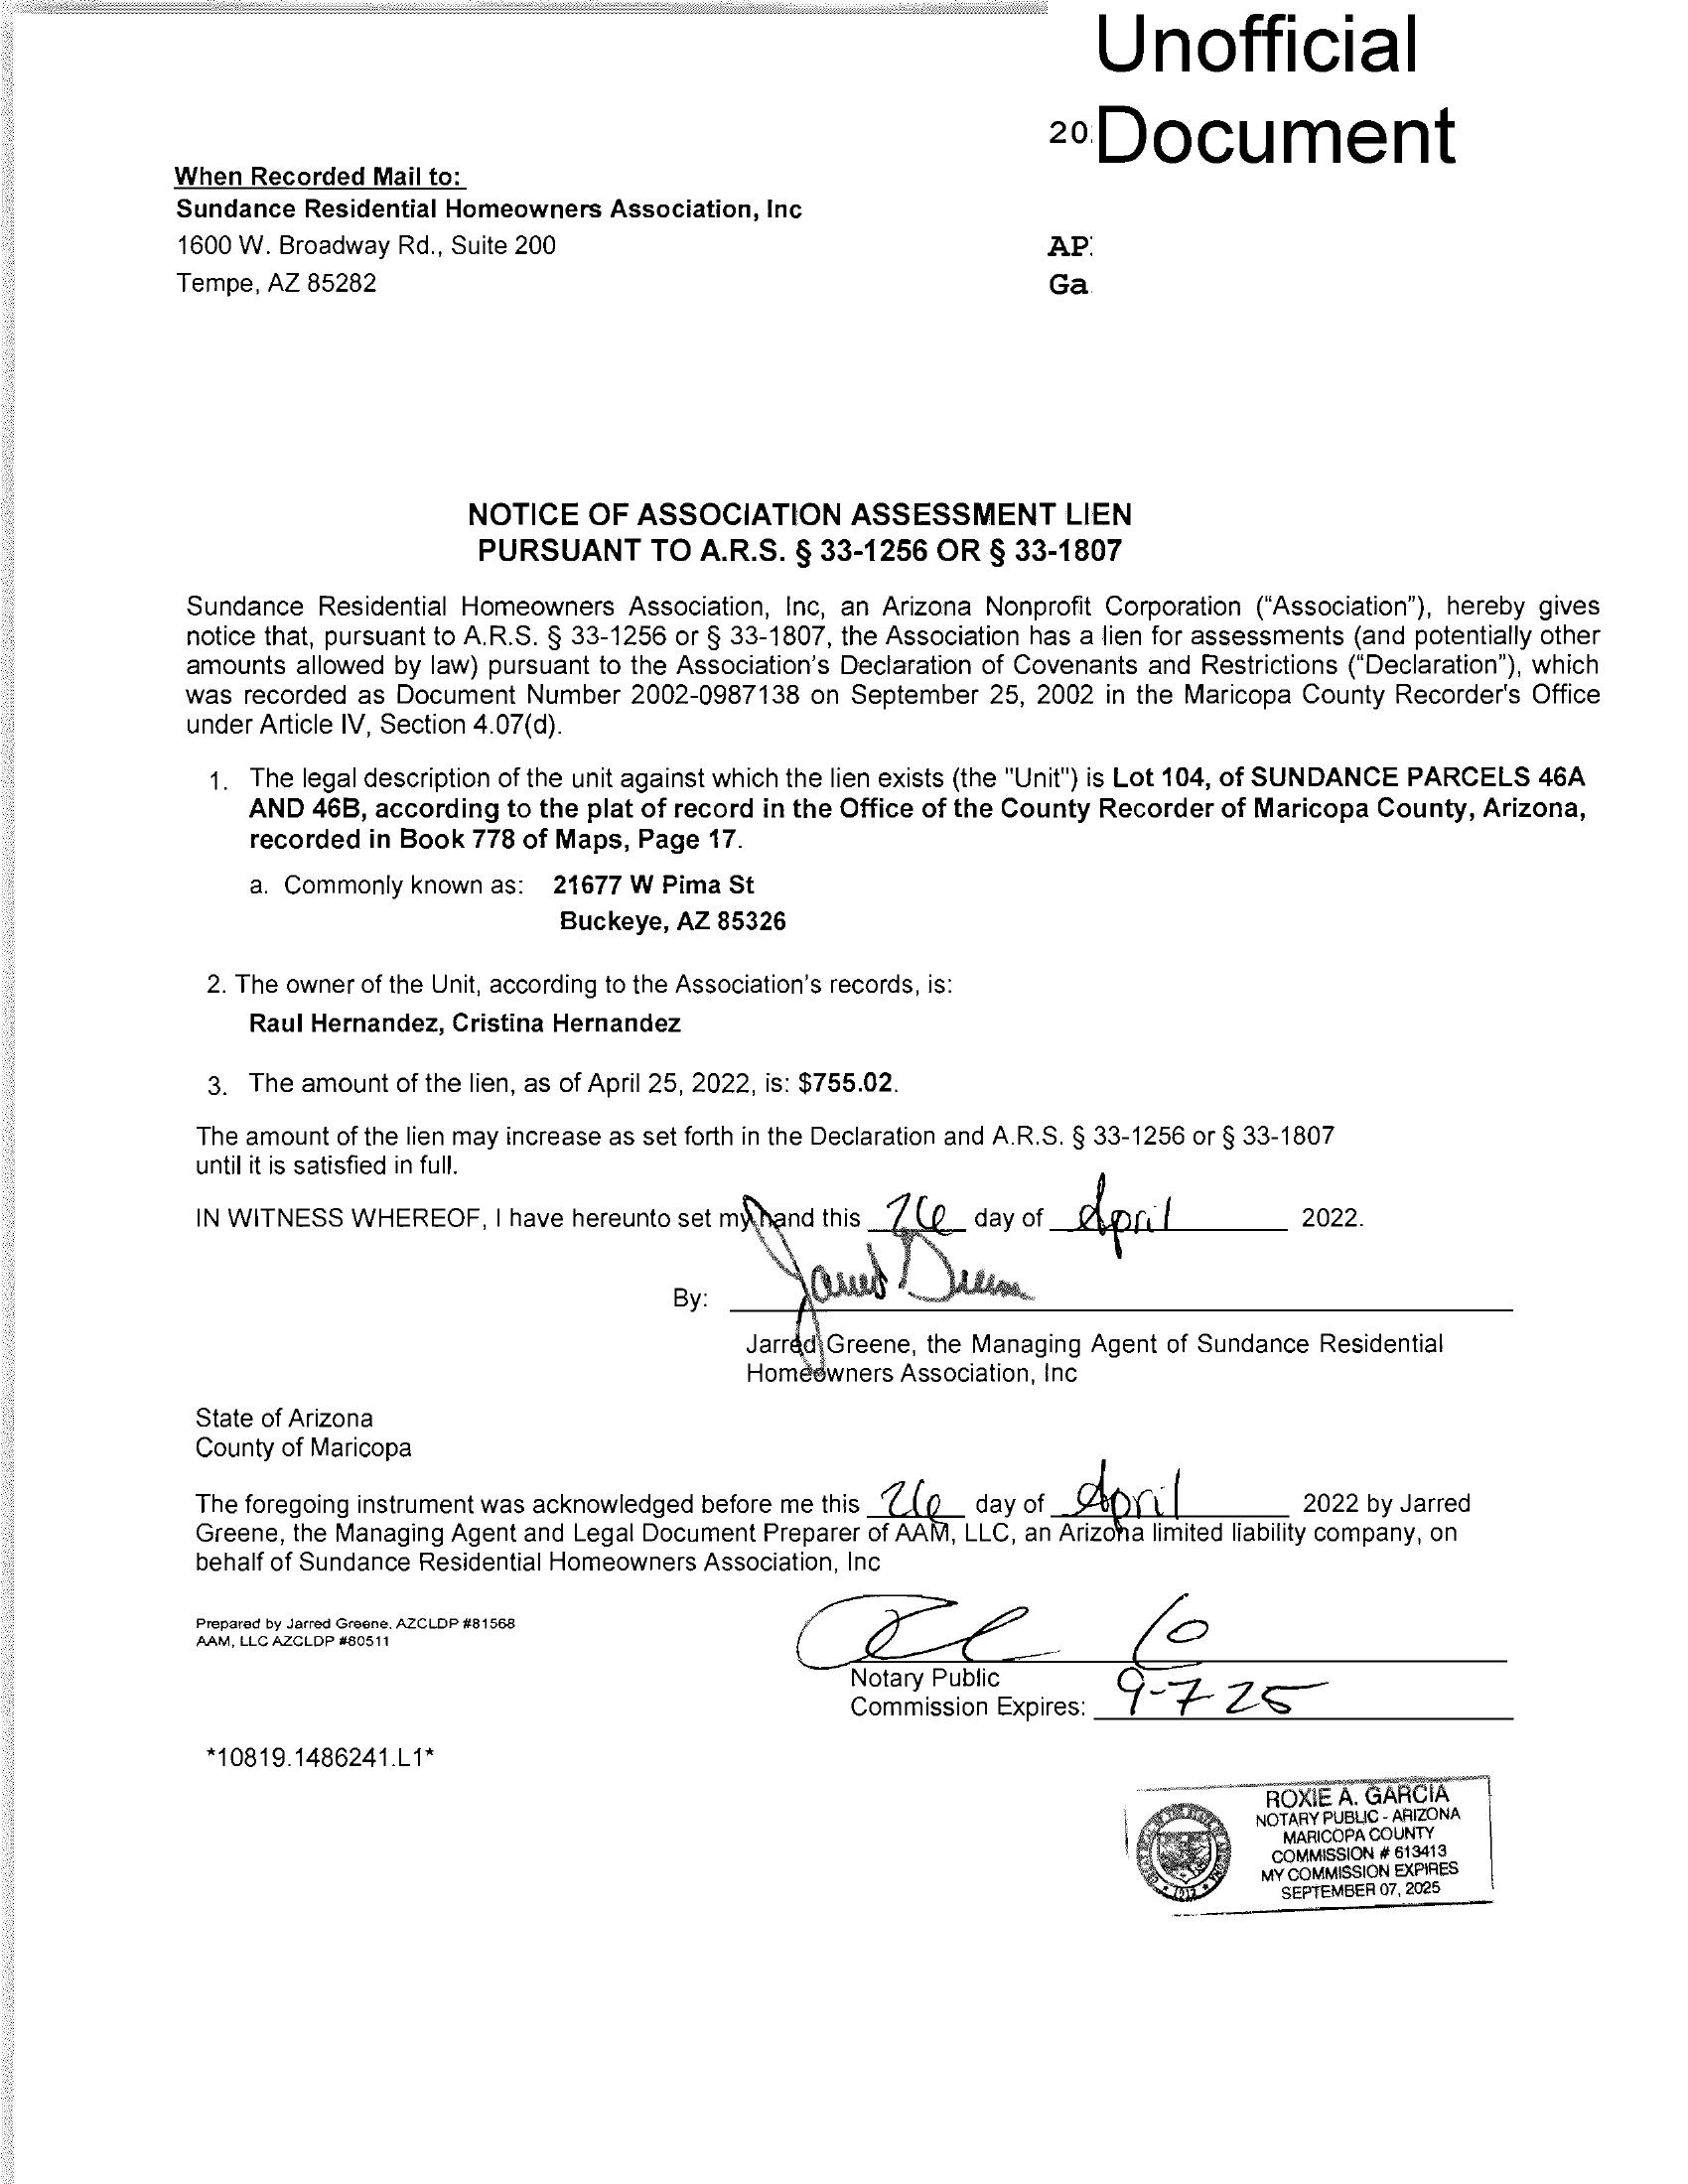 Unofficial
20 Document
When Recorded Mail to:
Sundance Residential Homeowners Association, Inc
1600 W. Broadway Rd., Suite 200
Tempe, AZ 85282
AP
Ga
NOTICE OF ASSOCIATION ASSESSMENT LIEN
PURSUANT TO A.R.S. § 33-1256 OR § 33-1807
Sundance Residential Homeowners Association, Inc, an Arizona Nonprofit Corporation (“Association”), hereby gives
notice that, pursuant to A.R.S. § 33-1256 or § 33-1807, the Association has a lien for assessments (and potentially other
amounts allowed by law) pursuant to the Association's Declaration of Covenants and Restrictions (“Declaration”), which
was recorded as Document Number 2002-0987138 on September 25, 2002 in the Maricopa County Recorder's Office
under Article IV, Section 4.07(d).
1. The legal description of the unit against which the lien exists (the "Unit") is Lot 104, of SUNDANCE PARCELS 46A
AND 46B, according to the plat of record in the Office of the County Recorder of Maricopa County, Arizona,
recorded in Book 778 of Maps, Page 17.
a. Commonly known as: 21677 W Pima St
Buckeye, AZ 85326
2. The owner of the Unit, according to the Association's records, is:
Raul Hernandez, Cristina Hernandez
3. The amount of the lien, as of April 25, 2022, is: $755.02.
The amount of the lien may increase as set forth in the Declaration and A.R.S. § 33-1256 or § 33-1807
until it is satisfied in full.
IN WITNESS WHEREOF, I have hereunto set my hand this 26 day of April 2022.
By: Jarred Greene
Jarred Greene, the Managing Agent of Sundance Residential
Homeowners Association, Inc
State of Arizona
County of Maricopa
The foregoing instrument was acknowledged before me this 26 day of April 2022 by Jarred
Greene, the Managing Agent and Legal Document Preparer of AAM, LLC, an Arizona limited liability company, on
behalf of Sundance Residential Homeowners Association, Inc
Prepared by Jarred Greene, AZCLDP #81568
AAM, LLC AZCLDP #80511
Notary Public
Commission Expires: 9-7-25
*10819.1486241.L1*
ROXIE A. GARCIA
NOTARY PUBLIC - ARIZONA
MARICOPA COUNTY
COMMISSION # 613413
MY COMMISSION EXPIRES
SEPTEMBER 07, 2025